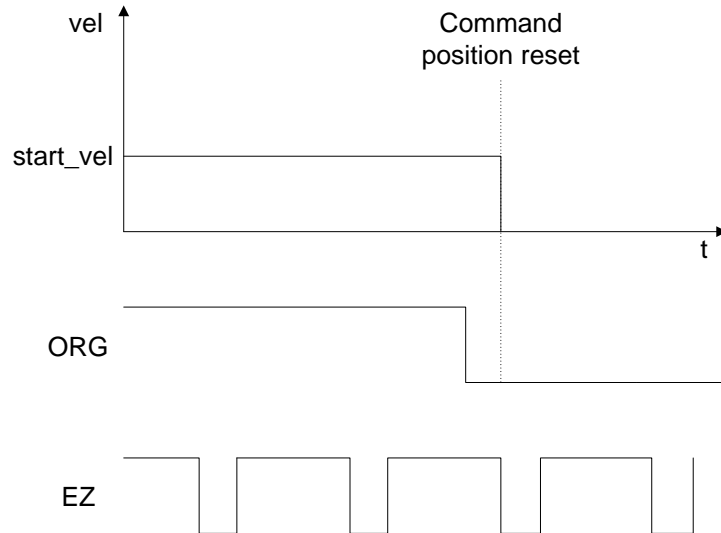 vel
Command
position reset
start_vel
t
ORG
EZ